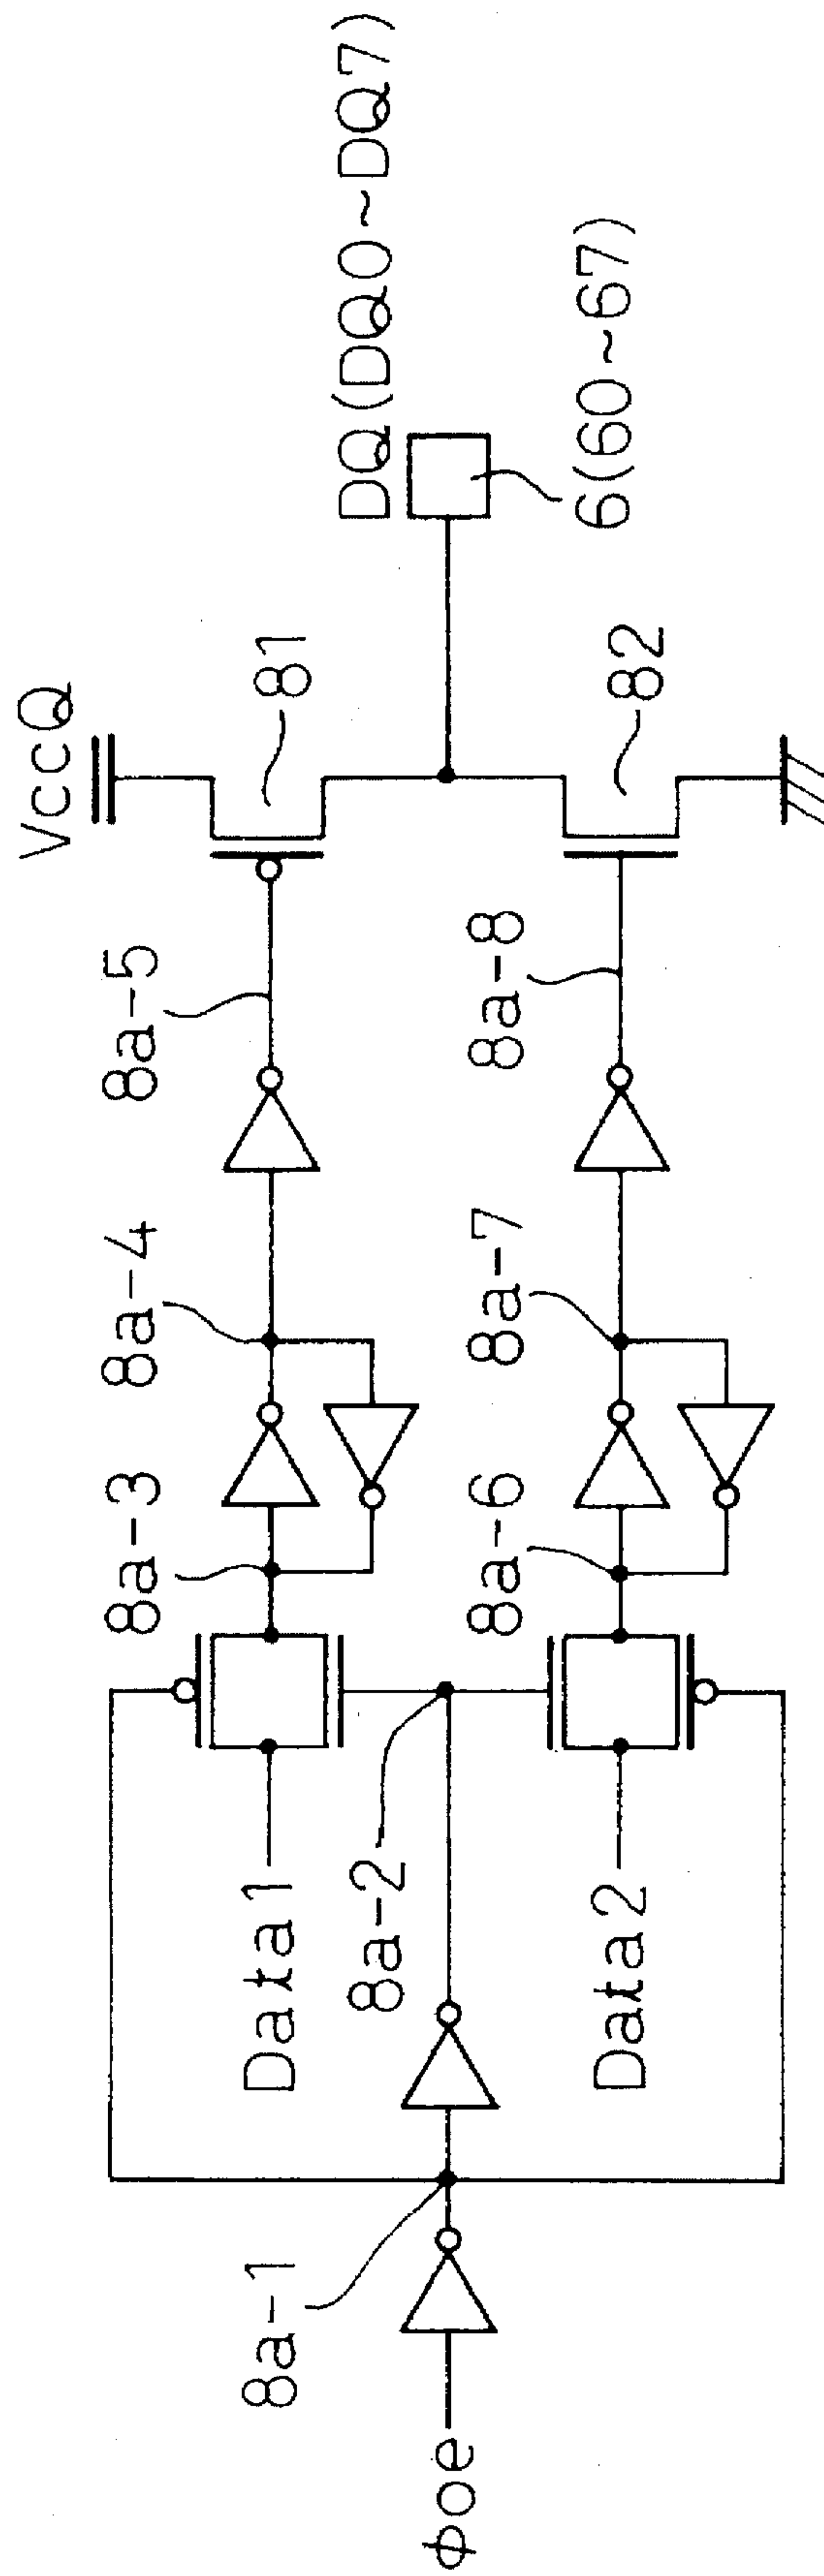 VccQ
DQ(DQ0~DQ7)
6(60~67)
81
82
8a-5
8a-8
8a-4
8a-7
8a-3
8a-6
Data1
8a-2
Data2
8a-1
φoe